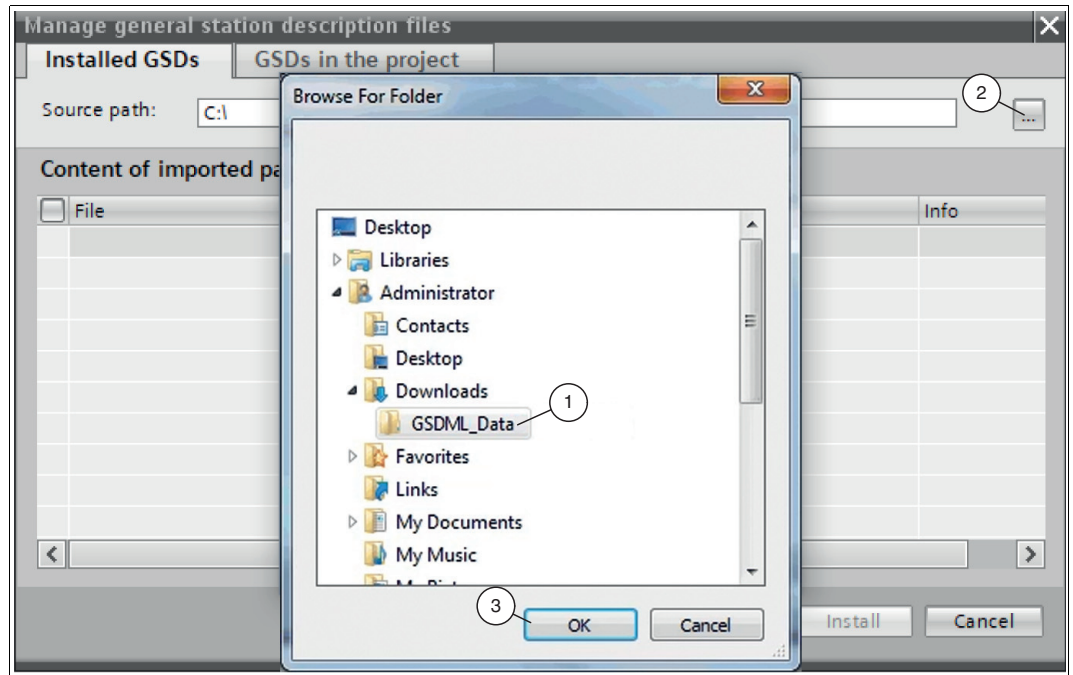 Manage general station description files
Installed GSDs
GSDs in the project
Browse For Folder
Source path:
C:\
2
...
Content of imported pa
File
Info
Desktop
Libraries
Administrator
Contacts
Desktop
Downloads
1
GSDML_Data
Favorites
Links
My Documents
My Music
3
OK
Cancel
Install
Cancel